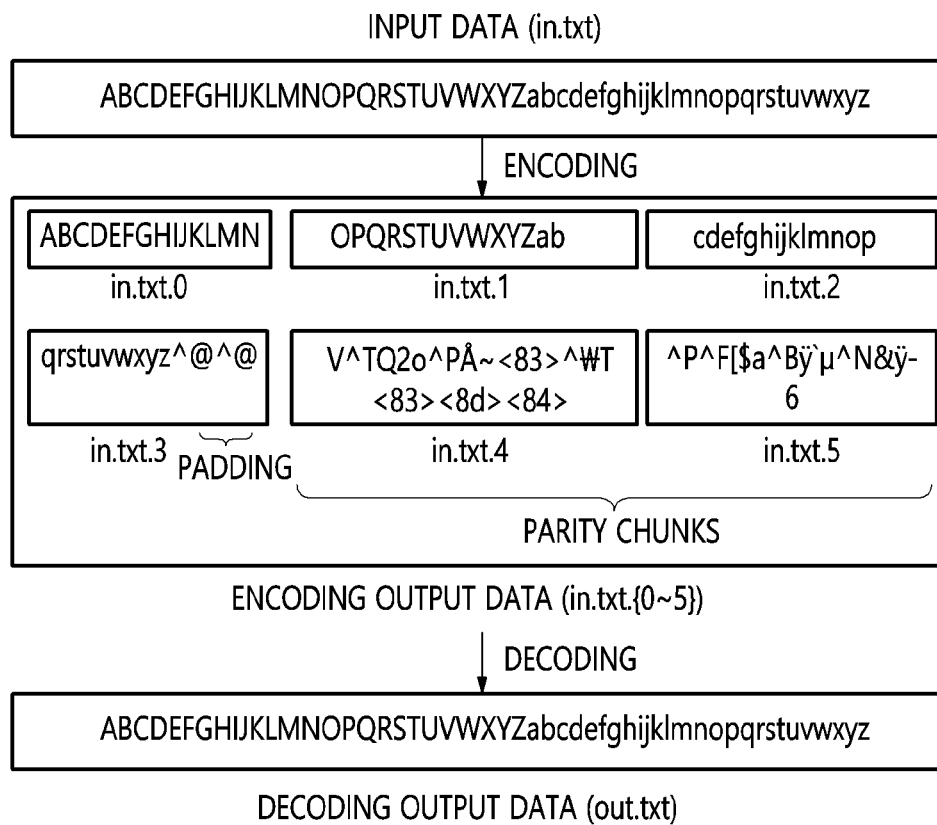 INPUT DATA (in.txt)
ABCDEFGHIJKLMNOPQRSTUVWXYZabcdefghijklmnopqrstuvwxyz
ENCODING
ABCDEFGHIJKLMN
OPQRSTUVWXYZab
cdefghijklmnop
in.txt.0
in.txt.1
in.txt.2
qrstuvwxyz^@^@
V^TQ2o^PÅ~<83>^₩T
<83><8d><84>
^P^F[$a^Bÿ`µ^N&ÿ-
6
in.txt.3
PADDING
in.txt.4
in.txt.5
PARITY CHUNKS
ENCODING OUTPUT DATA (in.txt.{0~5})
DECODING
ABCDEFGHIJKLMNOPQRSTUVWXYZabcdefghijklmnopqrstuvwxyz
DECODING OUTPUT DATA (out.txt)